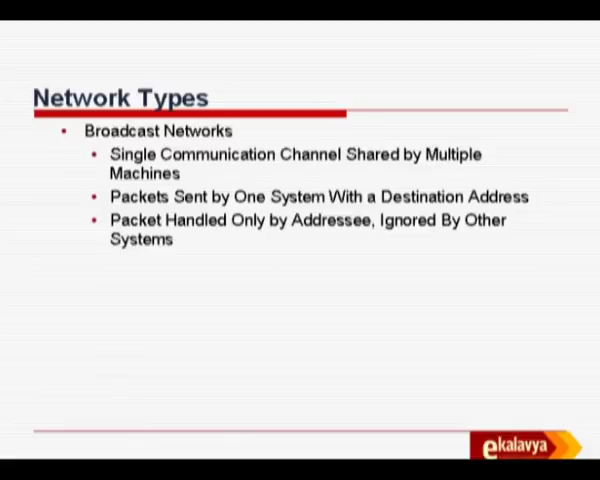 Network Types
• Broadcast Networks
• Single Communication Channel Shared by Multiple
Machines
• Packets Sent by One System With a Destination Address
• Packet Handled Only by Addressee, Ignored By Other
Systems
ekalavya